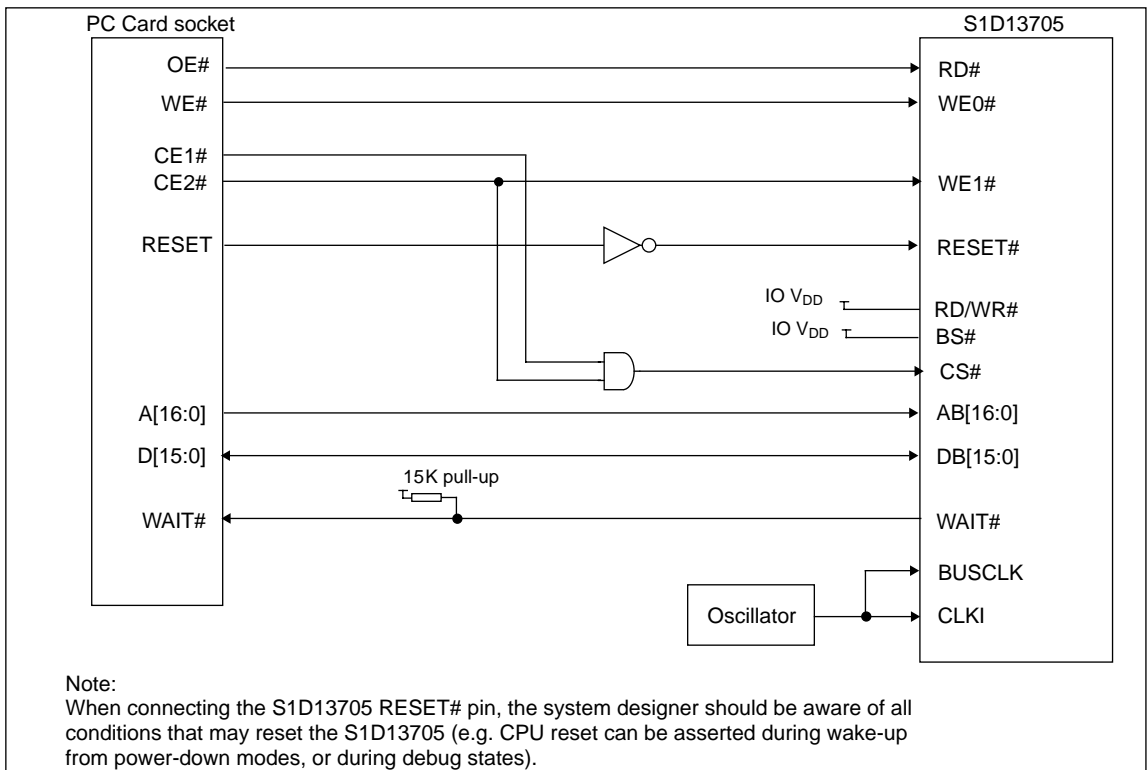 PC Card socket
S1D13705
OE#
RD#
WE#
WE0#
CE1#
CE2#
WE1#
RESET
RESET#
IO VDD
RD/WR#
IO VDD
BS#
CS#
A[16:0]
AB[16:0]
D[15:0]
DB[15:0]
15K pull-up
WAIT#
WAIT#
BUSCLK
Oscillator
CLKI
Note:
When connecting the S1D13705 RESET# pin, the system designer should be aware of all
conditions that may reset the S1D13705 (e.g. CPU reset can be asserted during wake-up
from power-down modes, or during debug states).